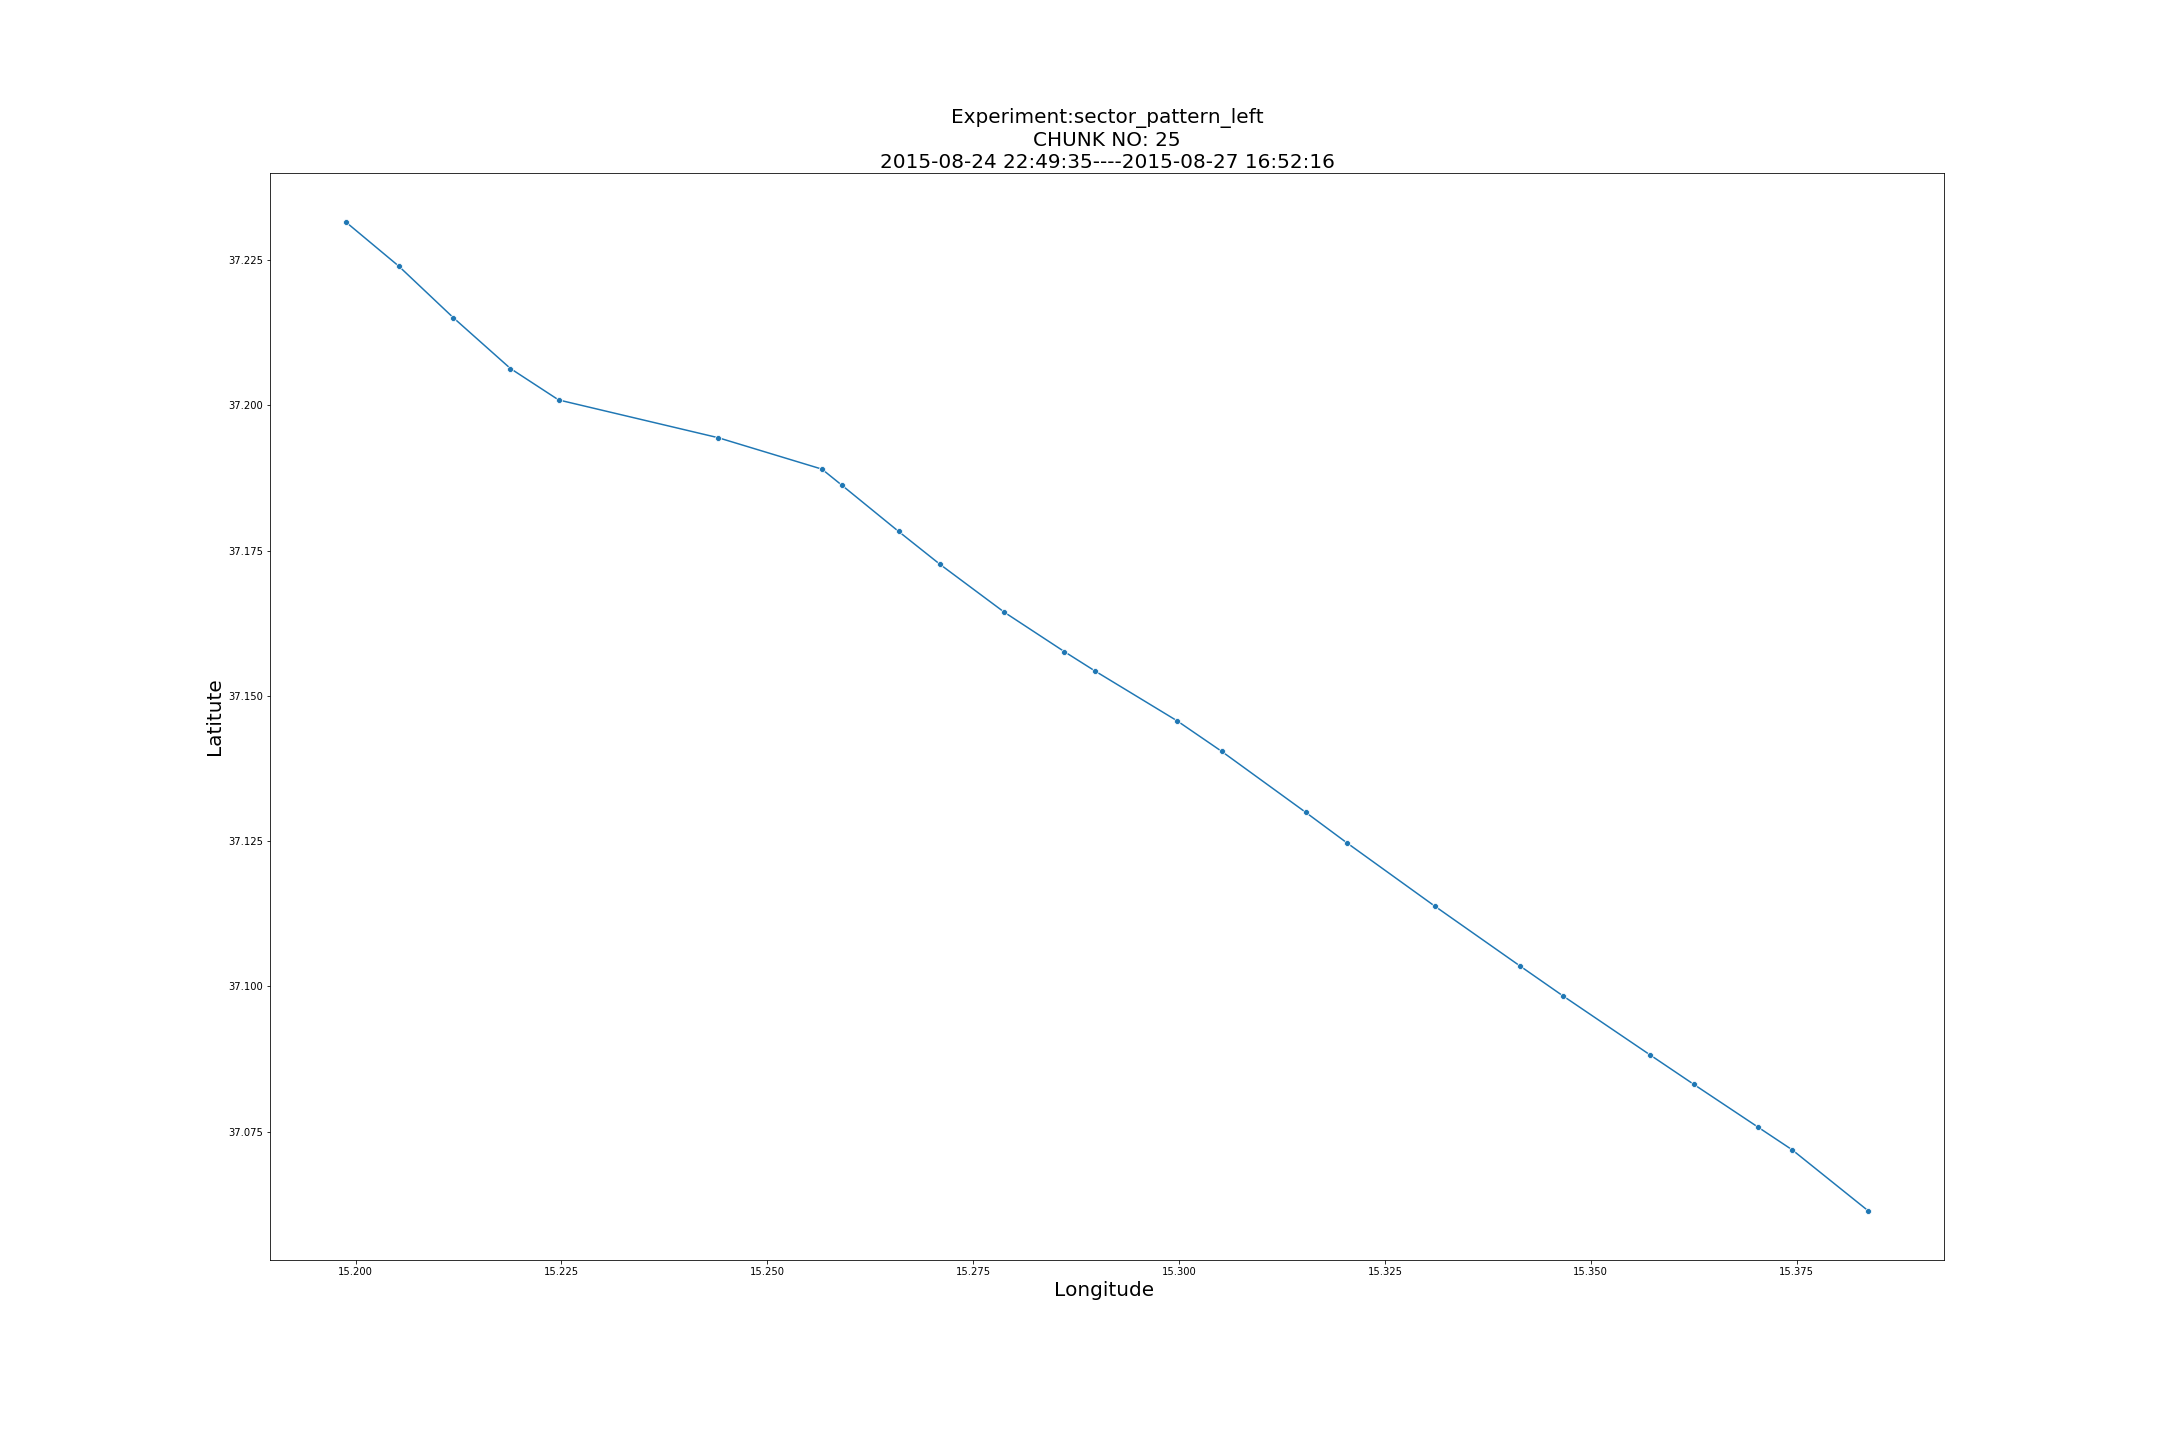 Experiment:sector_pattern_left
CHUNK NO: 25
2015-08-24 22:49:35----2015-08-27 16:52:16
37.225
37.200
37.175
37.150
37.125
37.100
37.075
Latitute
15.200 15.225 15.250 15.275 15.300 15.325 15.350 15.375
Longitude